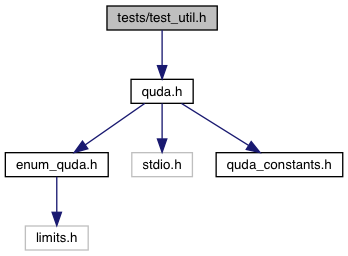 tests/test_util.h
quda.h
enum_quda.h
stdio.h
quda_constants.h
limits.h